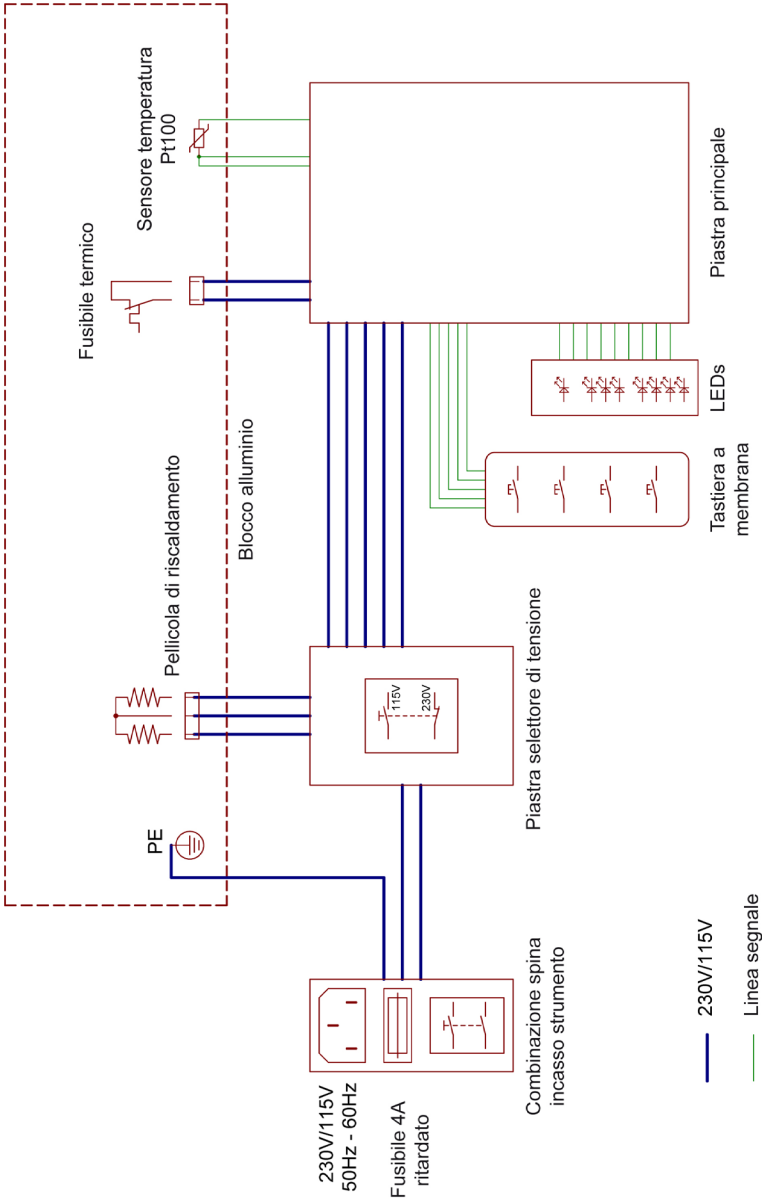 Sensore temperatura
Pt100
Fusibile termico
Piastra principale
Pellicola di riscaldamento
Blocco alluminio
LEDs
Tastiera a
membrana
115V
230V
Piastra selettore di tensione
PE
230V/115V
50Hz - 60Hz
Fusibile 4A
ritardato
Combinazione spina
incasso strumento
230V/115V
Linea segnale